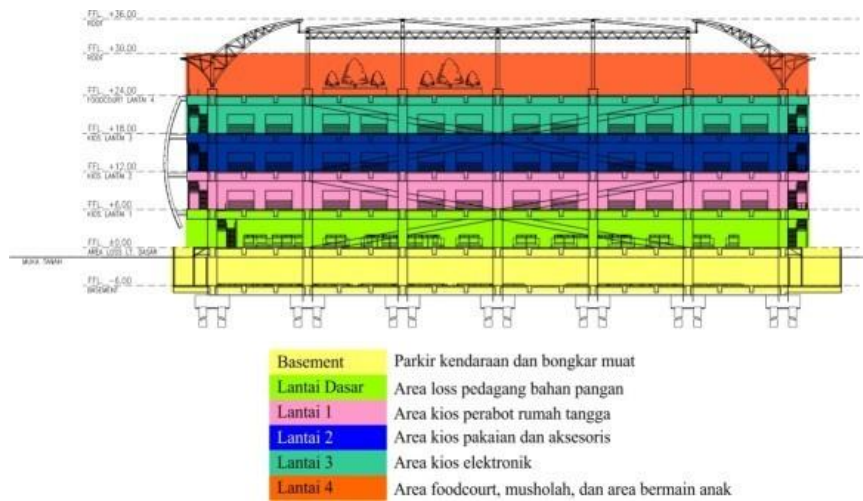 FFL. +36.00
ROOF
FFL. +30.00
ROOF
FFL. +24.00
FOODCOURT LANTAI 4
FFL. +18.00
KIOS LANTAI 3
FFL. +12.00
KIOS LANTAI 2
FFL. +6.00
KIOS LANTAI 1
FFL. ±0.00
AREA LOSS LT. DASAR
MUKA TANAH
FFL. -6.00
BASEMENT
Basement Parkir kendaraan dan bongkar muat
Lantai Dasar Area loss pedagang bahan pangan
Lantai 1 Area kios perabot rumah tangga
Lantai 2 Area kios pakaian dan aksesoris
Lantai 3 Area kios elektronik
Lantai 4 Area foodcourt, musholah, dan area bermain anak